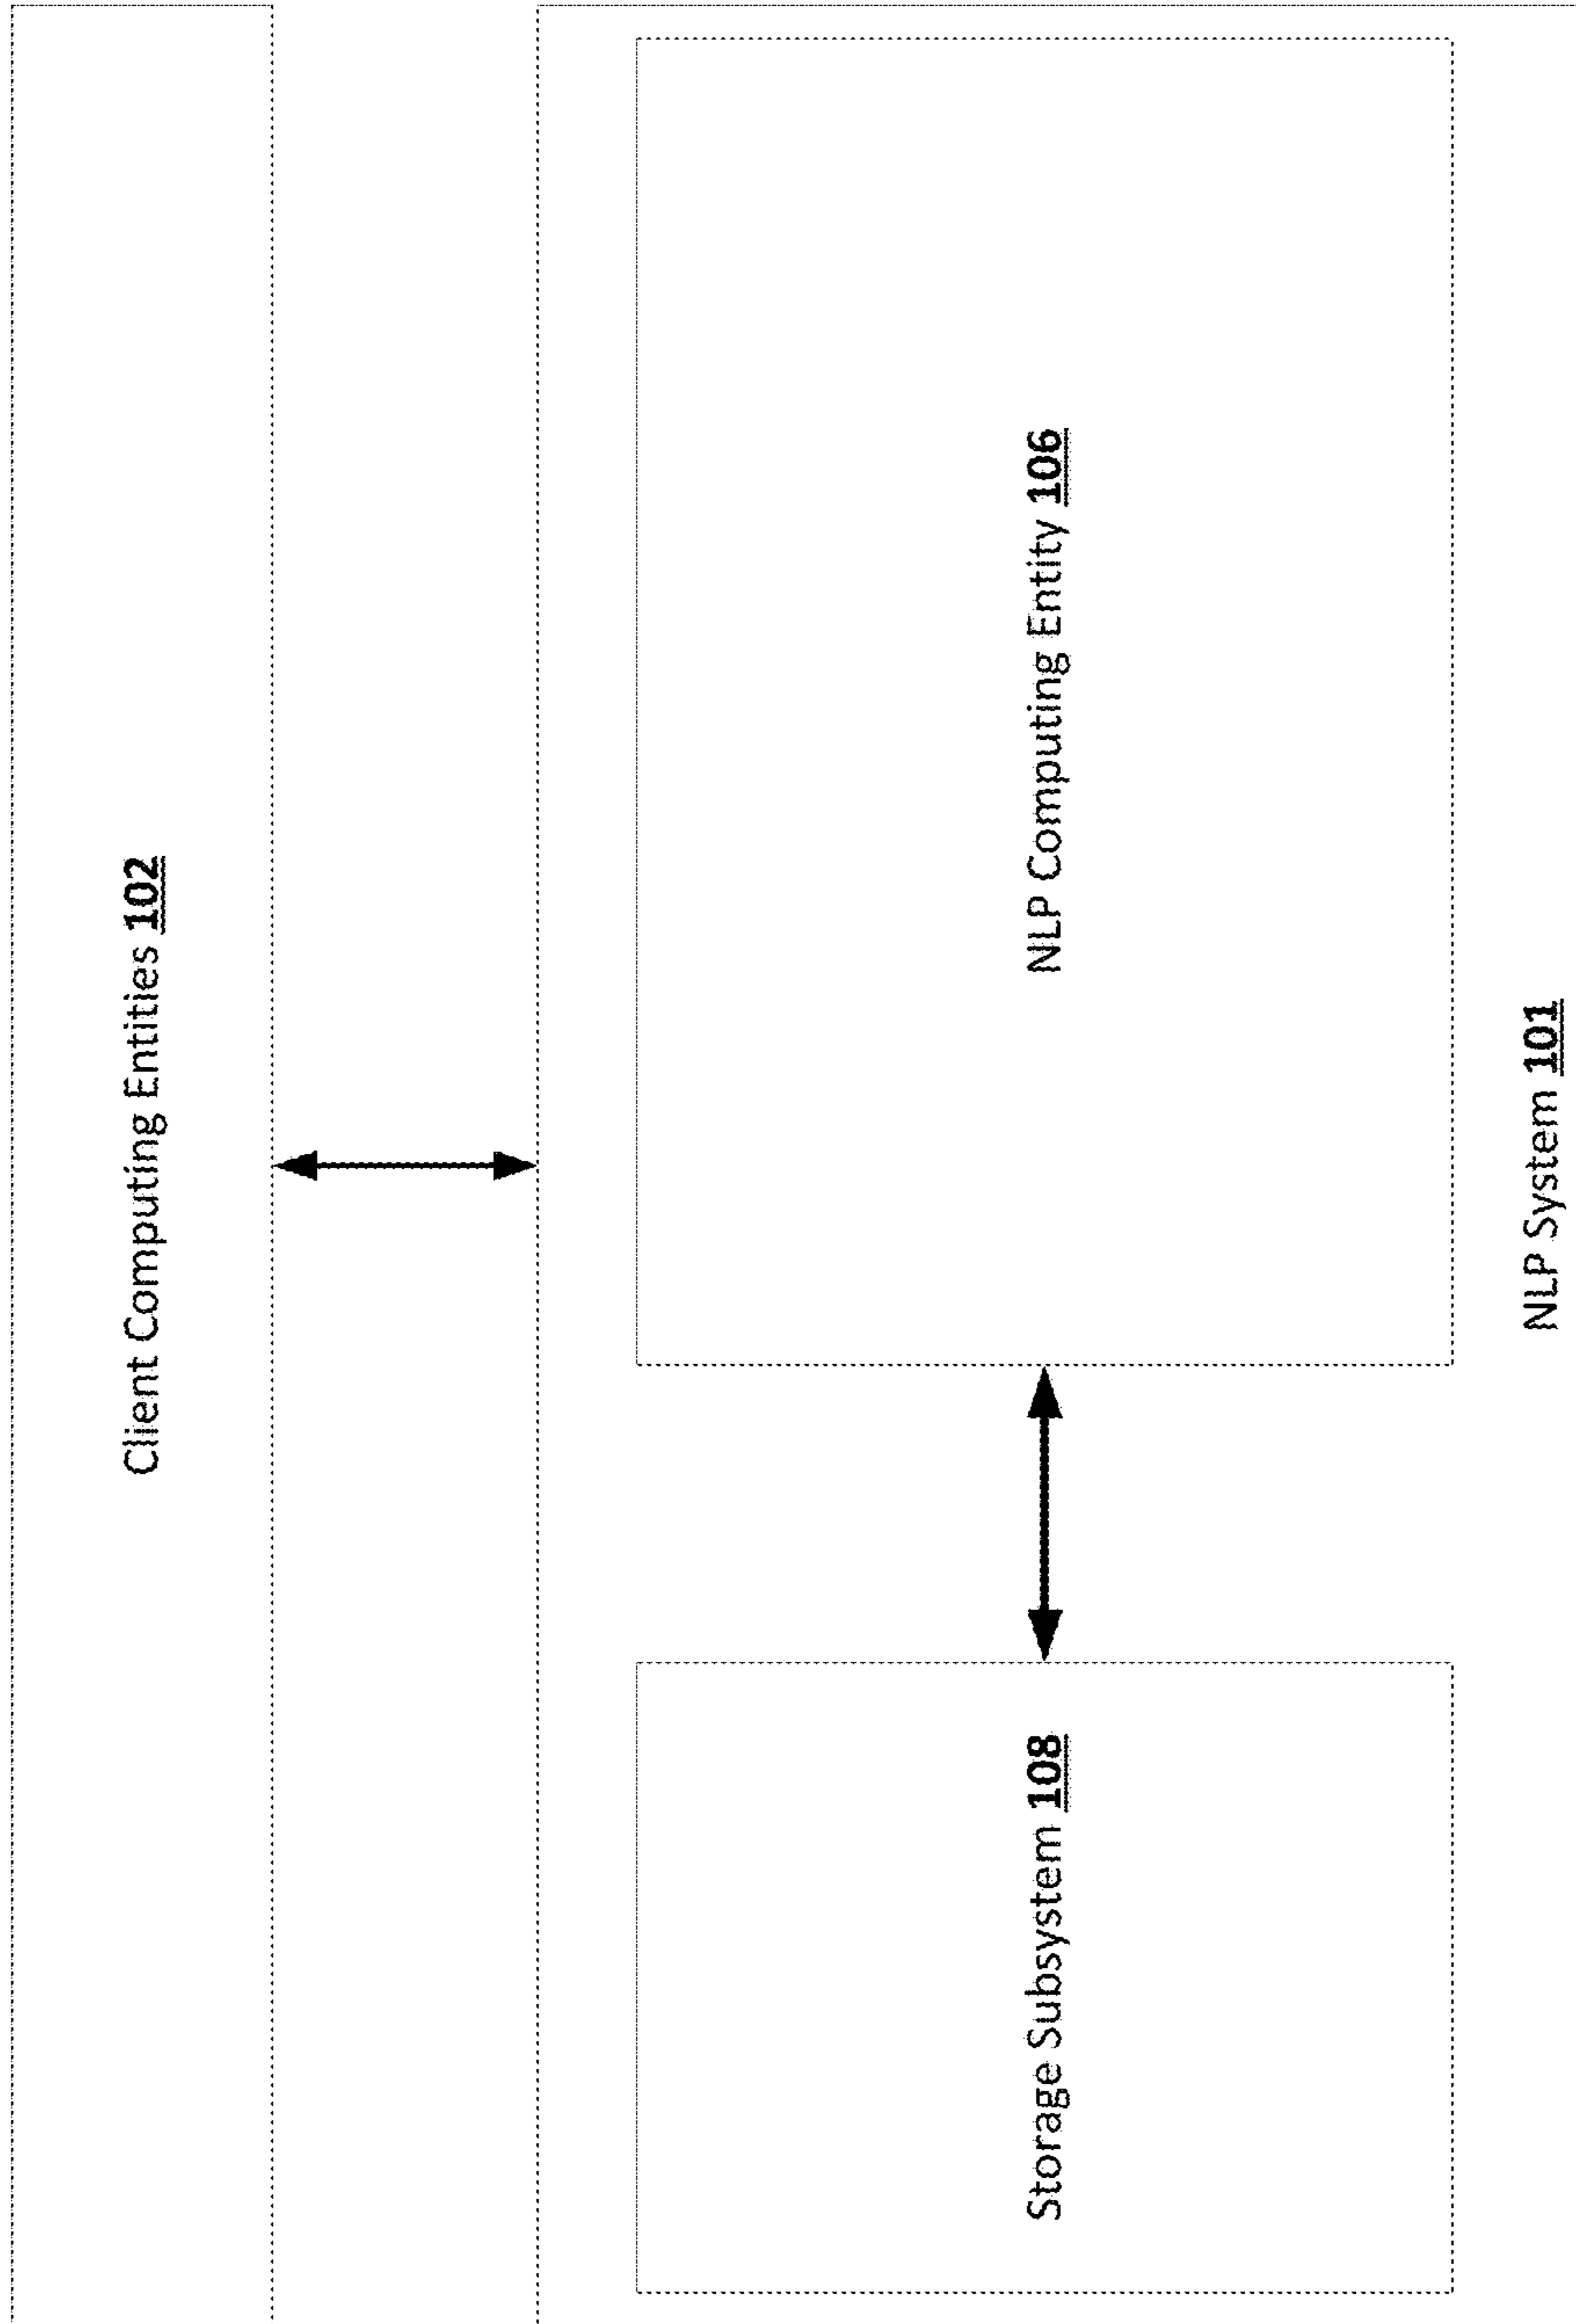 Client Computing Entities 102
Storage Subsystem 108
NLP Computing Entity 106
NLP System 101